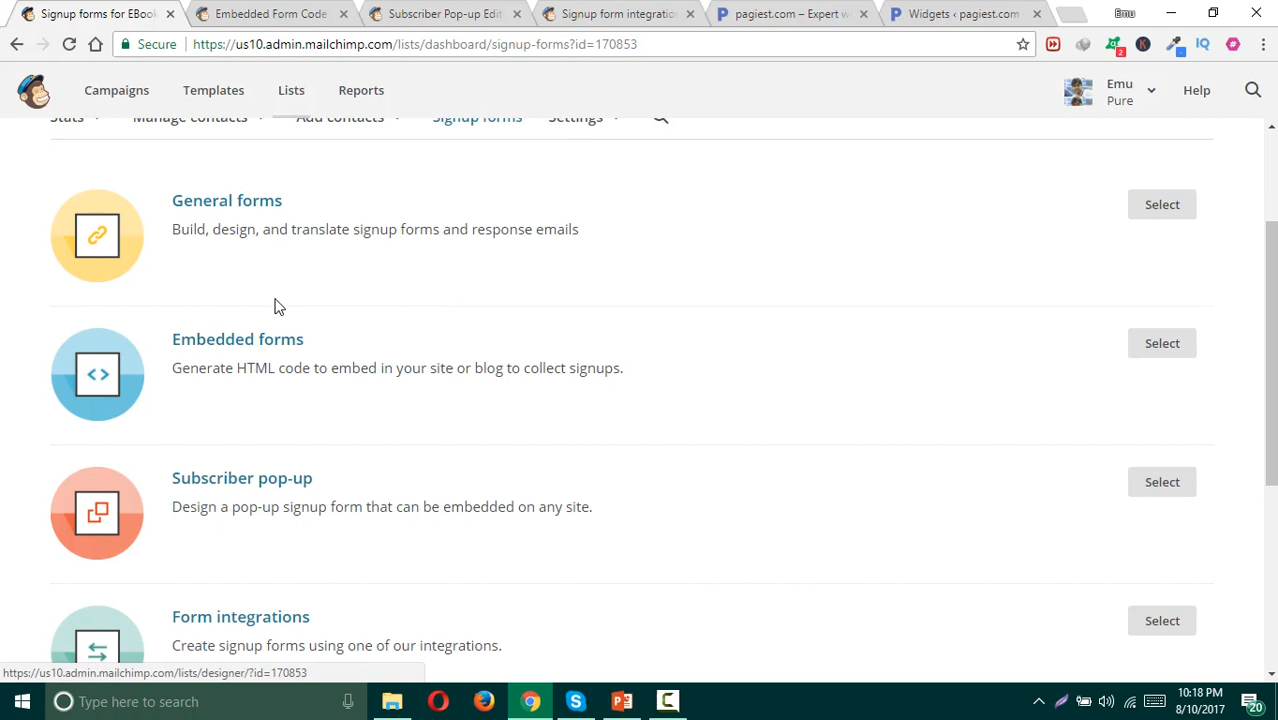 Signup forms for EBook
Embedded Form Code
Subscriber Pop-up Edit
Signup form integratio
pagiest.com – Expert w
Widgets ‹ pagiest.com
Emu
Secure
https://us10.admin.mailchimp.com/lists/dashboard/signup-forms?id=170853
2
K
IQ
Campaigns
Templates
Lists
Reports
Emu
Pure
Help
Stats
Manage contacts
Add contacts
Signup forms
Settings
General forms
Build, design, and translate signup forms and response emails
Select
Embedded forms
Generate HTML code to embed in your site or blog to collect signups.
Select
Subscriber pop-up
Design a pop-up signup form that can be embedded on any site.
Select
Form integrations
Create signup forms using one of our integrations.
Select
https://us10.admin.mailchimp.com/lists/designer/?id=170853
Type here to search
10:18 PM
8/10/2017
20